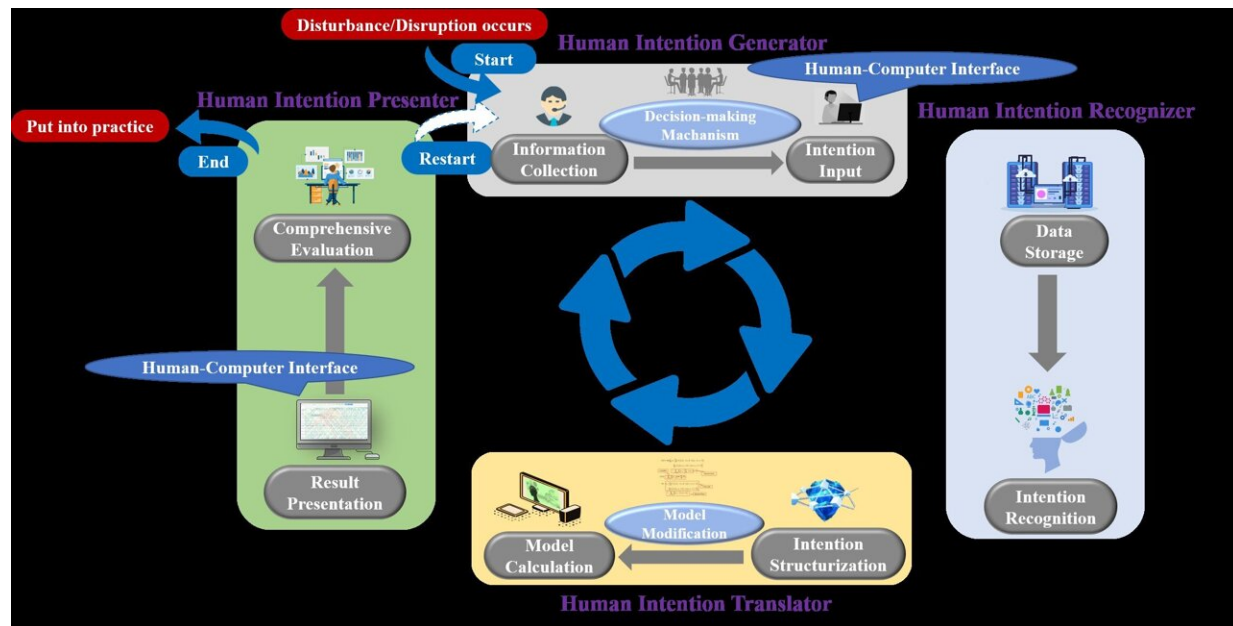 Disturbance/Disruption occurs
Start
Human Intention Generator
Human-Computer Interface
Decision-making
Machanism
Information
Collection
Intention
Input
Human Intention Recognizer
Data
Storage
Intention
Recognition
Model
Modification
Intention
Structurization
Model
Calculation
Human Intention Translator
Human Intention Presenter
Result
Presentation
Human-Computer Interface
Comprehensive
Evaluation
Restart
End
Put into practice